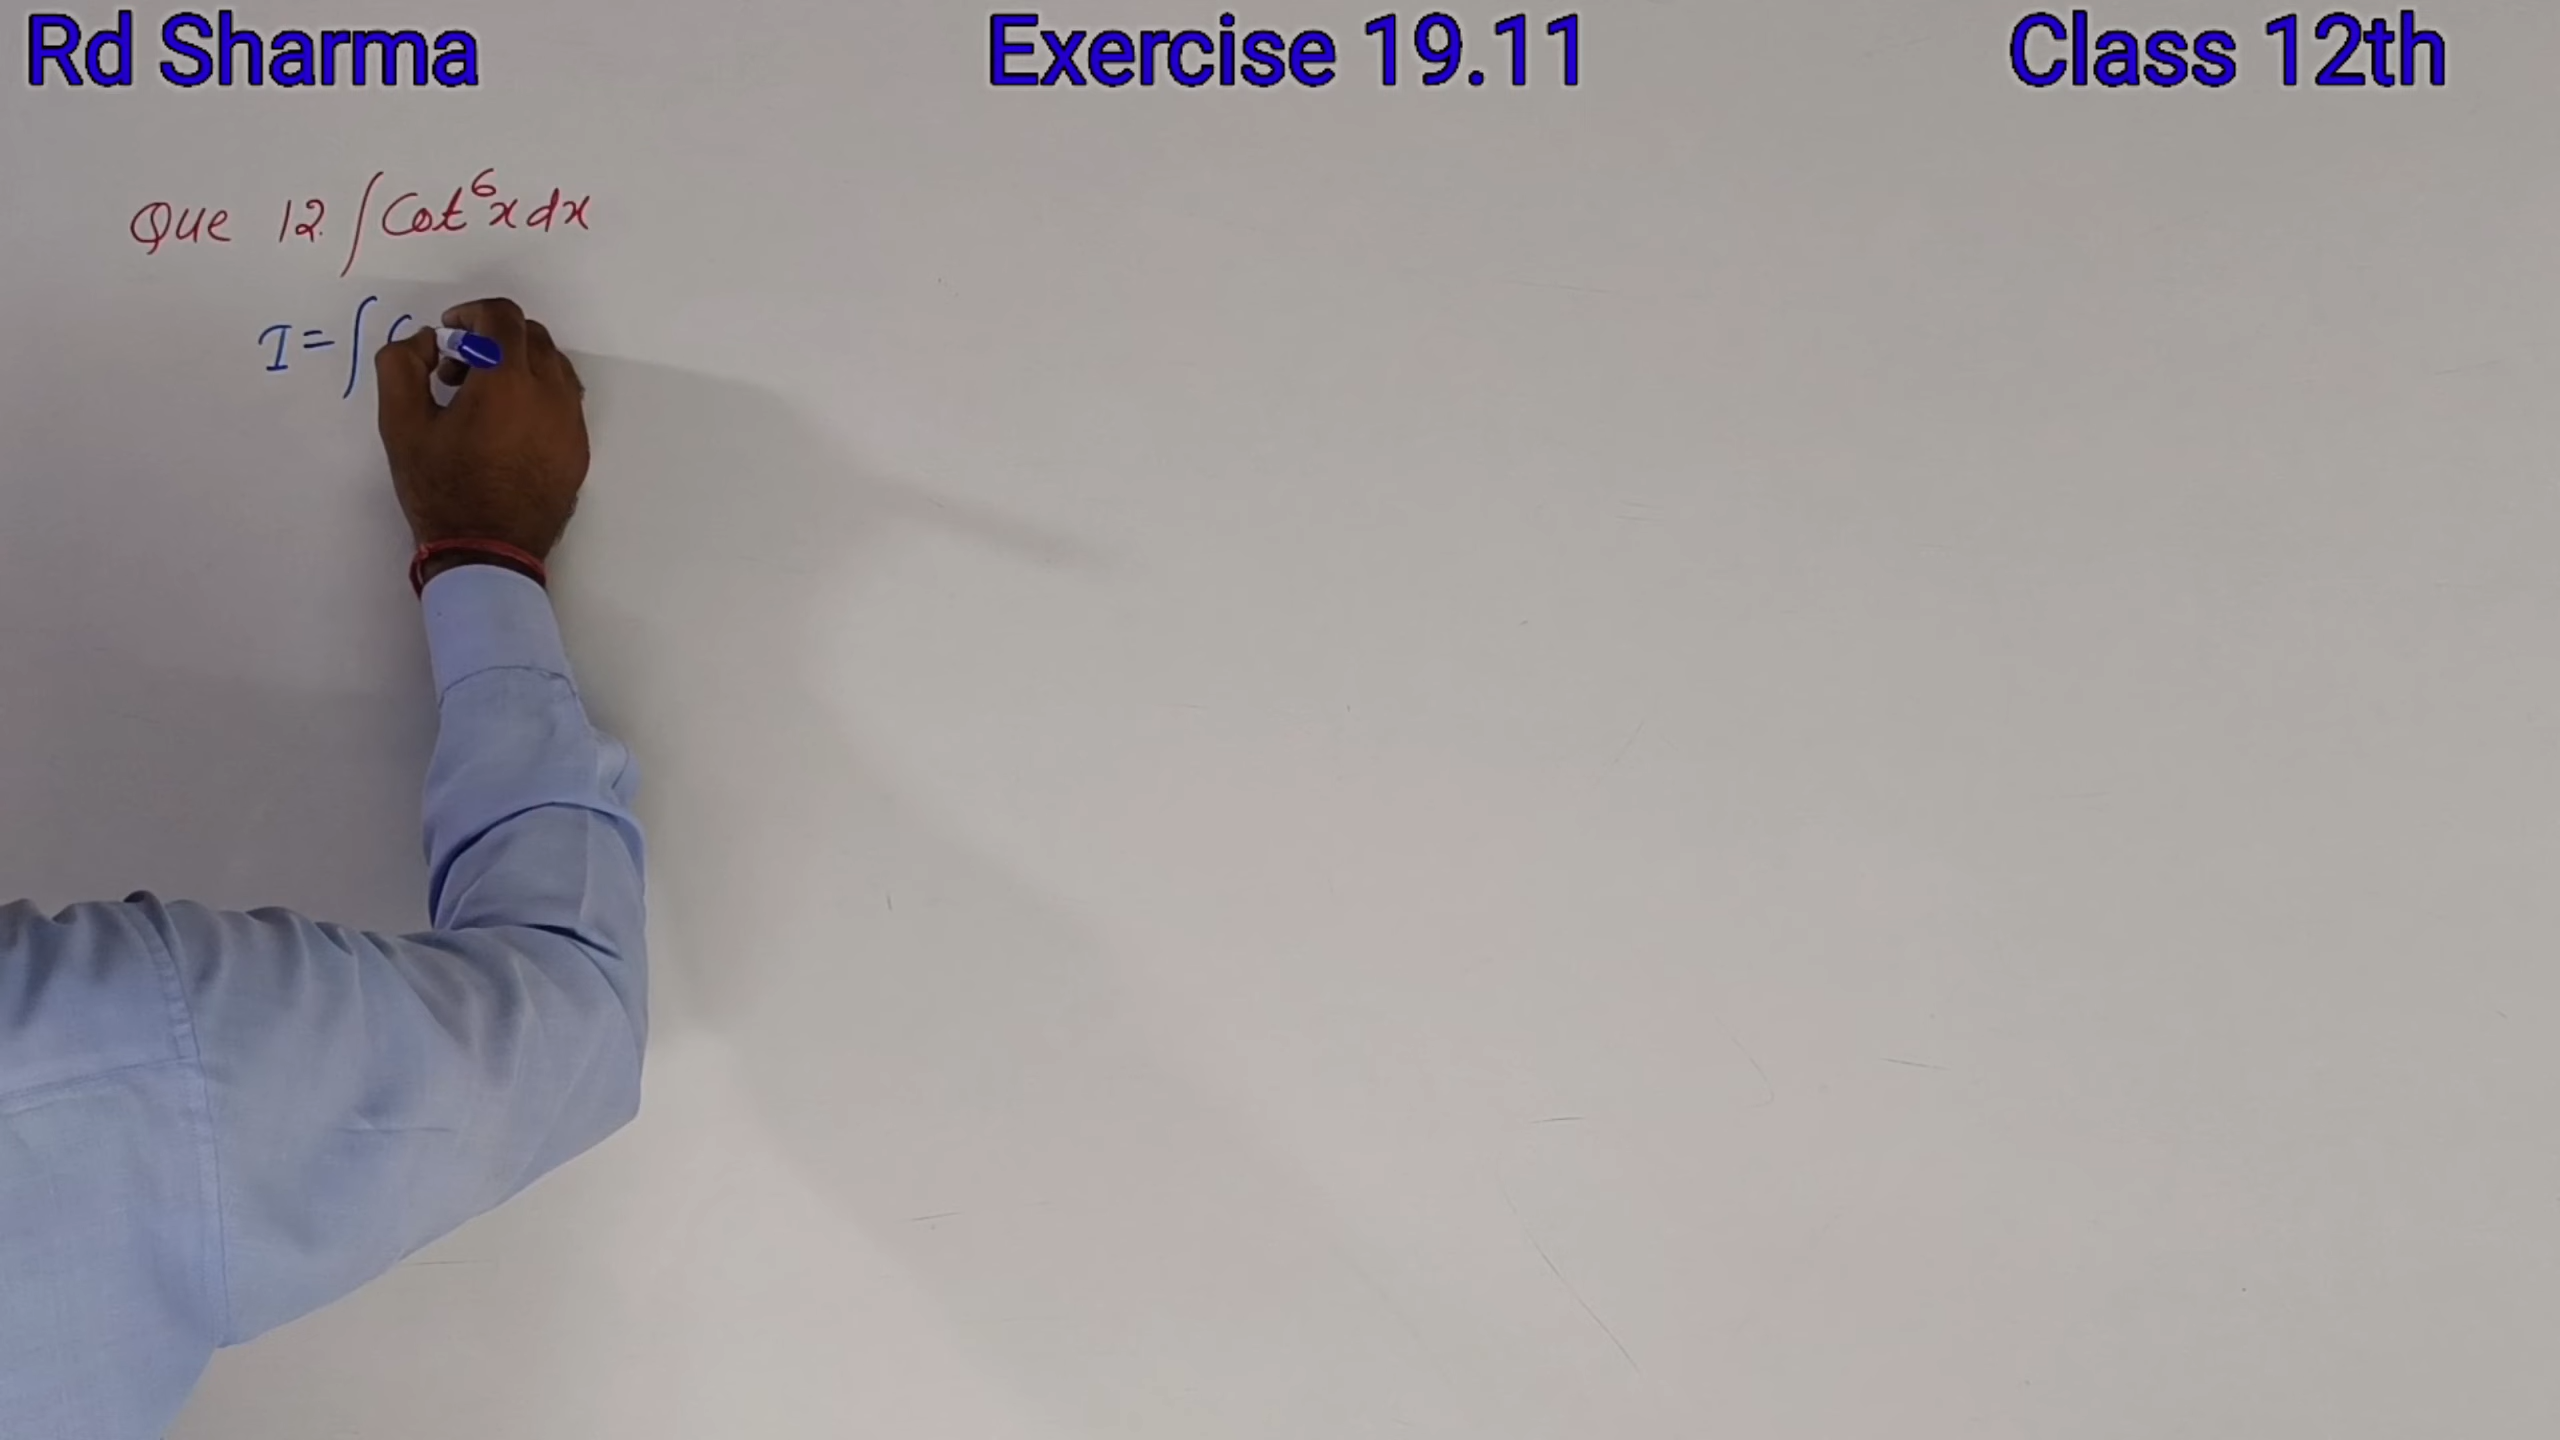 Rd Sharma Exercise 19.11 Class 12th
Que 12. ∫Cot⁶x dx
I = ∫ C